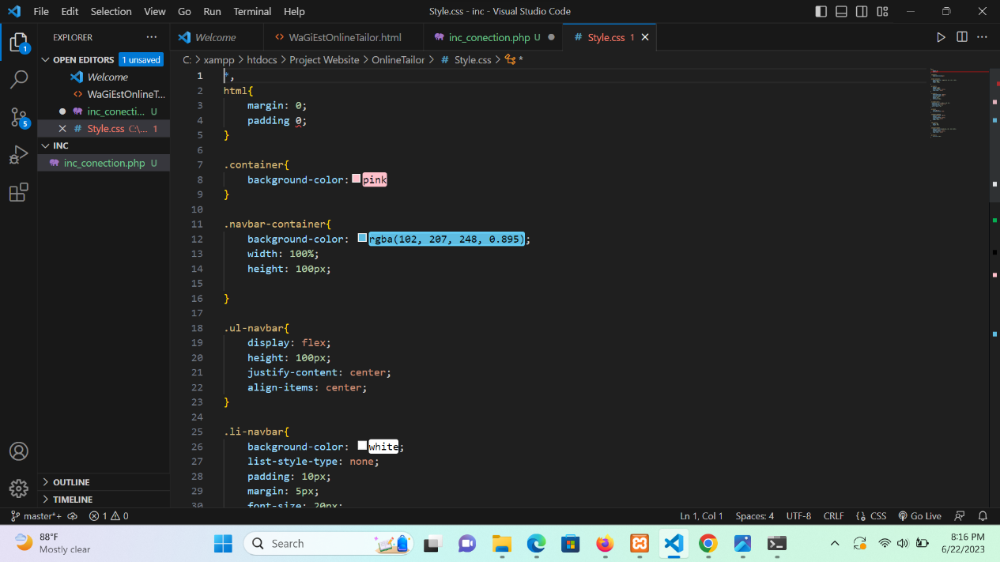 File Edit Selection View Go Run Terminal Help Style.css - inc - Visual Studio Code
EXPLORER
Welcome WaGiEstOnlineTailor.html inc_conection.php U # Style.css 1
C: > xampp > htdocs > Project Website > OnlineTailor > # Style.css > *
1
OPEN EDITORS 1 unsaved
Welcome
WaGiEstOnlineT...
inc_conecti... U
# Style.css C:\... 1
INC
inc_conection.php U
5
OUTLINE
TIMELINE
1 *,
2 html{
3 margin: 0;
4 padding 0;
5 }
6
7 .container{
8 background-color: pink
9 }
10
11 .navbar-container{
12 background-color: rgba(102, 207, 248, 0.895);
13 width: 100%;
14 height: 100px;
15
16 }
17
18 .ul-navbar{
19 display: flex;
20 height: 100px;
21 justify-content: center;
22 align-items: center;
23 }
24
25 .li-navbar{
26 background-color: white;
27 list-style-type: none;
28 padding: 10px;
29 margin: 5px;
30 font-size: 20px;
master*+ 1 0 Ln 1, Col 1 Spaces: 4 UTF-8 CRLF CSS Go Live
88°F
Mostly clear
Search
8:16 PM
6/22/2023